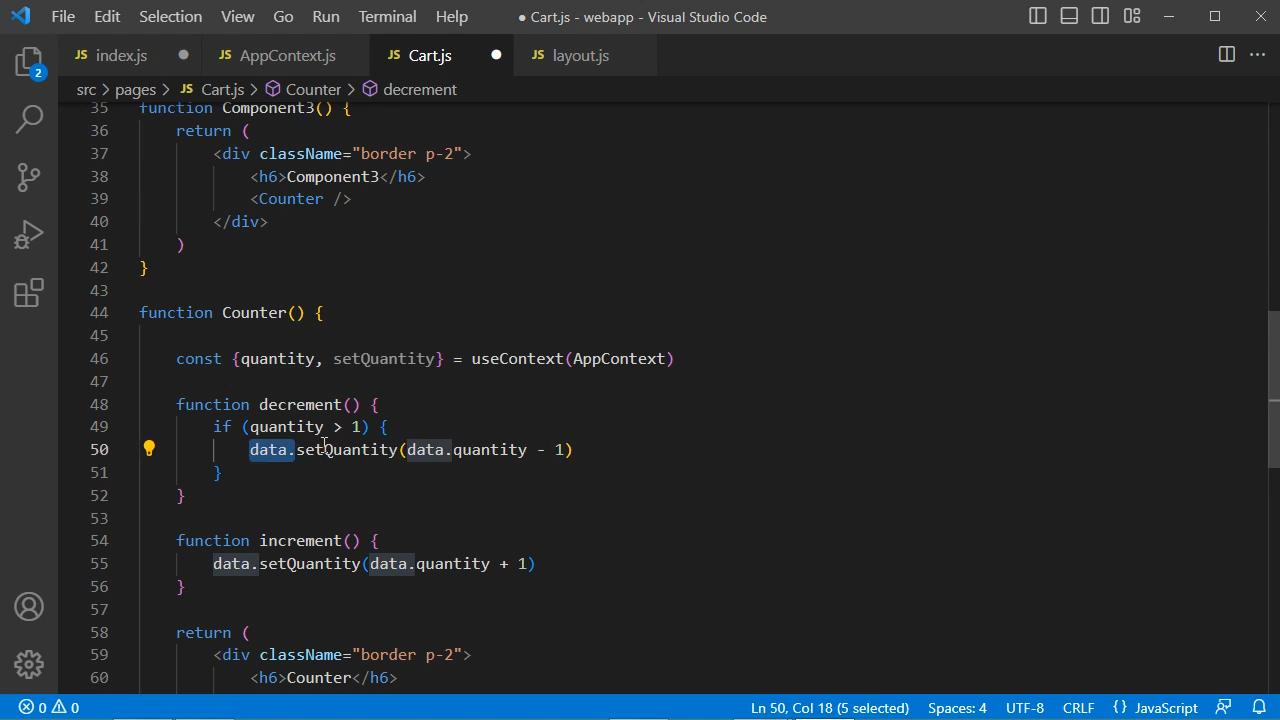 File Edit Selection View Go Run Terminal Help ● Cart.js - webapp - Visual Studio Code
JS index.js ● JS AppContext.js JS Cart.js ● JS layout.js
2
src > pages > JS Cart.js > Counter > decrement
35 function Component3() {
36 return (
37 <div className="border p-2">
38 <h6>Component3</h6>
39 <Counter />
40 </div>
41 )
42 }
43
44 function Counter() {
45
46 const {quantity, setQuantity} = useContext(AppContext)
47
48 function decrement() {
49 if (quantity > 1) {
50 data.setQuantity(data.quantity - 1)
51 }
52 }
53
54 function increment() {
55 data.setQuantity(data.quantity + 1)
56 }
57
58 return (
59 <div className="border p-2">
60 <h6>Counter</h6>
0 0 Ln 50, Col 18 (5 selected) Spaces: 4 UTF-8 CRLF {} JavaScript